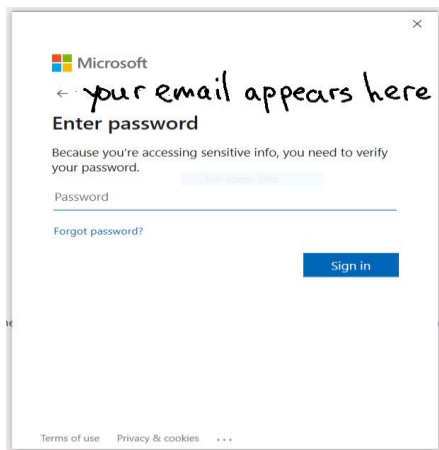 Microsoft
your email appears here
Enter password
Because you're accessing sensitive info, you need to verify
your password.
Password
Forgot password?
Sign in
Terms of use Privacy & cookies ...